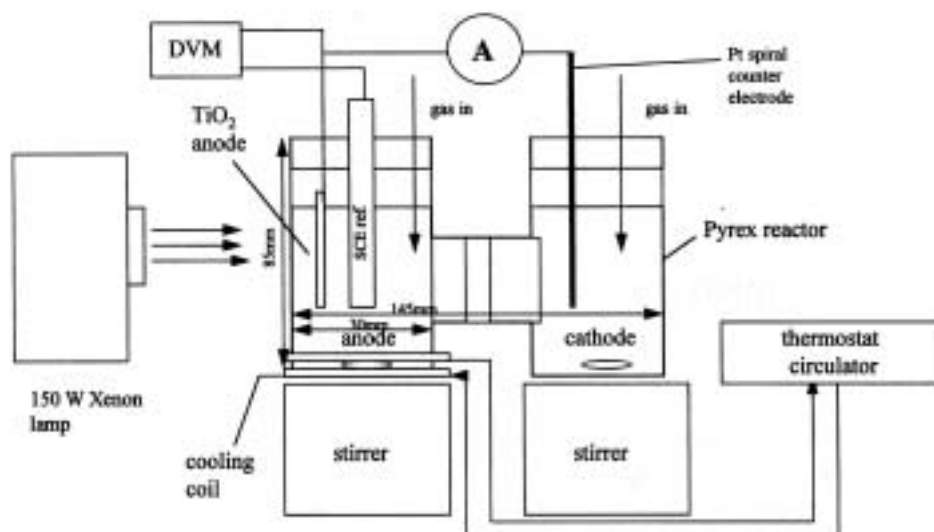 DVM
A
Pt spiral
counter
electrode
gas in
gas in
TiO₂
anode
SCE ref.
85mm
Pyrex reactor
145mm
30mm
anode
cathode
thermostat
circulator
150 W Xenon
lamp
cooling
coil
stirrer
stirrer